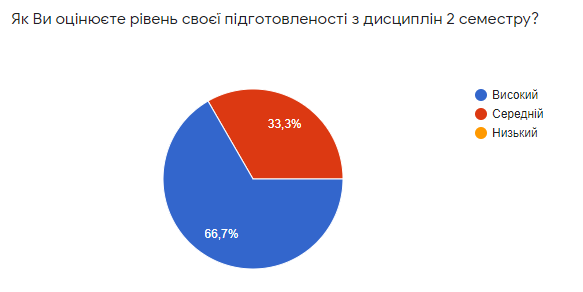 Як Ви оцінюєте рівень своєї підготовленості з дисциплін 2 семестру?
Високий
Середній
Низький
33,3%
66,7%